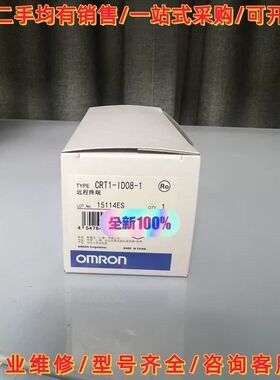 二手均有销售/一站式采购/可开
TYPE CRT1-ID08-1
远程终端
LOT No. 15114ES QTY 1
Ro
全新100%
OMRON
OMRON Corporation MADE IN CHINA
业维修/型号齐全/咨询客